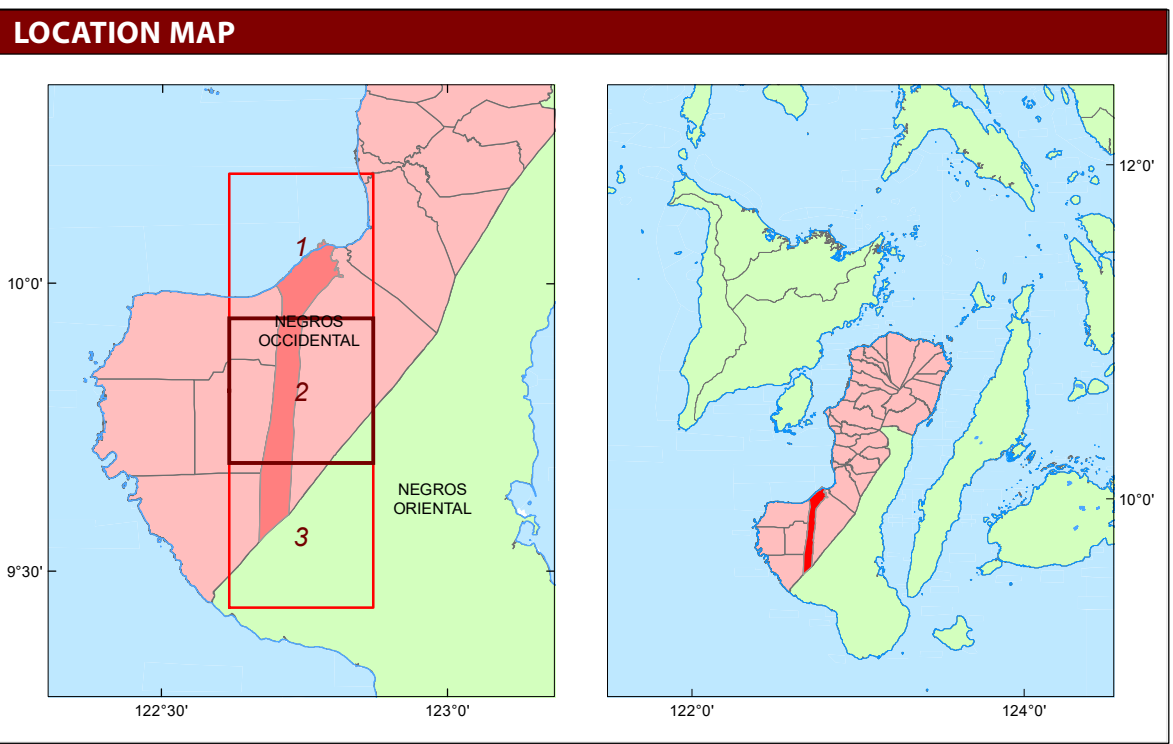 LOCATION MAP
1
10°0'
NEGROS
OCCIDENTAL
2
NEGROS
ORIENTAL
3
9°30'
122°30'
123°0'
12°0'
10°0'
122°0'
124°0'